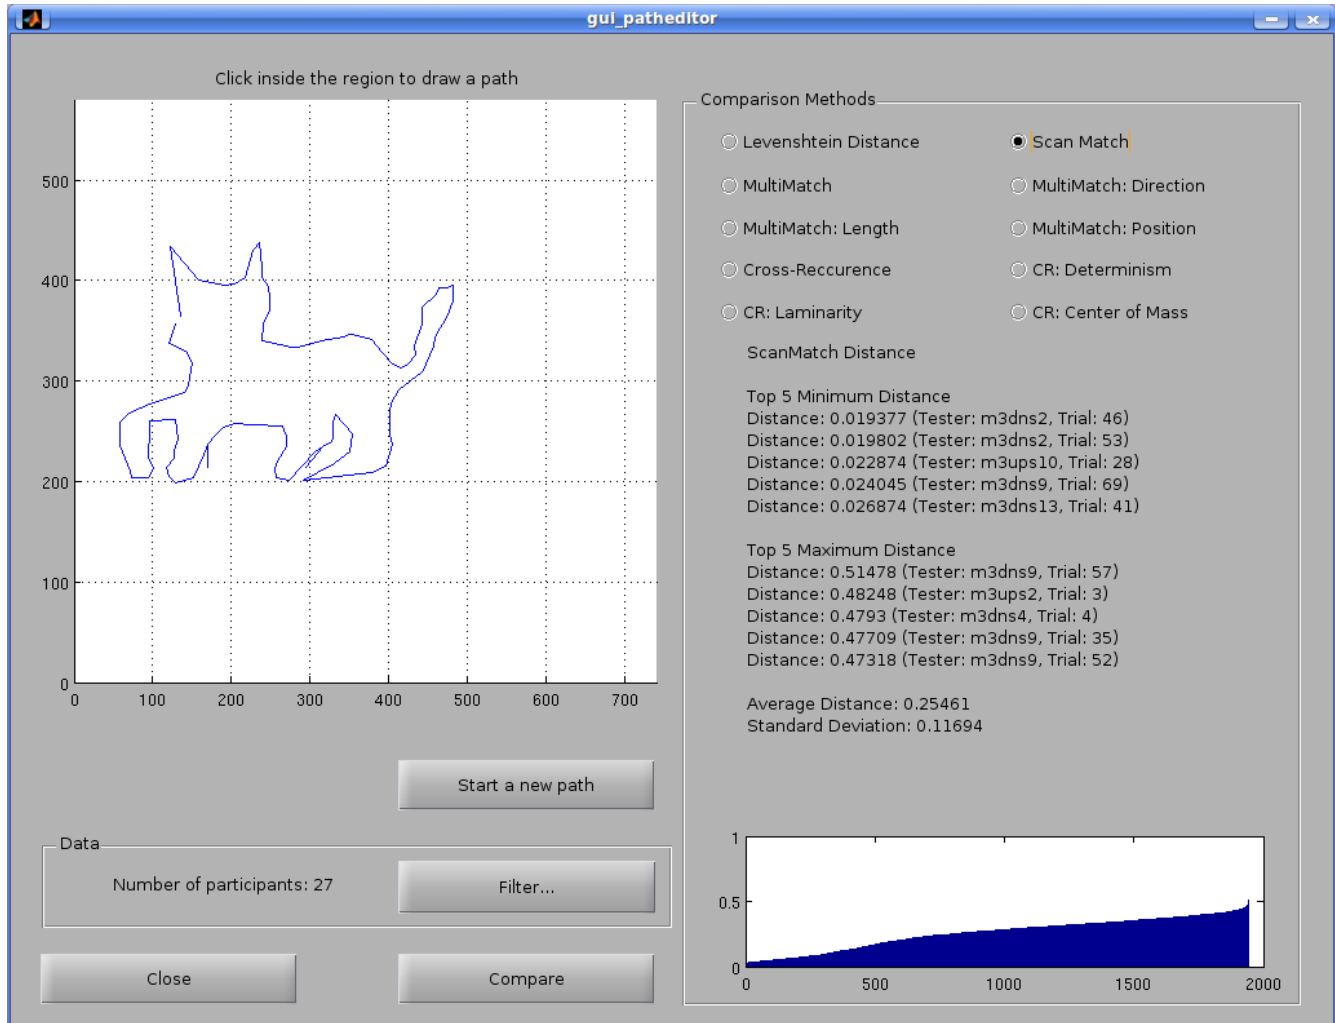 gui_patheditor
Click inside the region to draw a path
500
400
300
200
100
0
0 100 200 300 400 500 600 700
Start a new path
Data
Number of participants: 27
Filter...
Close
Compare
Comparison Methods
Levenshtein Distance
Scan Match
MultiMatch
MultiMatch: Direction
MultiMatch: Length
MultiMatch: Position
Cross-Reccurence
CR: Determinism
CR: Laminarity
CR: Center of Mass
ScanMatch Distance
Top 5 Minimum Distance
Distance: 0.019377 (Tester: m3dns2, Trial: 46)
Distance: 0.019802 (Tester: m3dns2, Trial: 53)
Distance: 0.022874 (Tester: m3ups10, Trial: 28)
Distance: 0.024045 (Tester: m3dns9, Trial: 69)
Distance: 0.026874 (Tester: m3dns13, Trial: 41)
Top 5 Maximum Distance
Distance: 0.51478 (Tester: m3dns9, Trial: 57)
Distance: 0.48248 (Tester: m3ups2, Trial: 3)
Distance: 0.4793 (Tester: m3dns4, Trial: 4)
Distance: 0.47709 (Tester: m3dns9, Trial: 35)
Distance: 0.47318 (Tester: m3dns9, Trial: 52)
Average Distance: 0.25461
Standard Deviation: 0.11694
1
0.5
0
0 500 1000 1500 2000